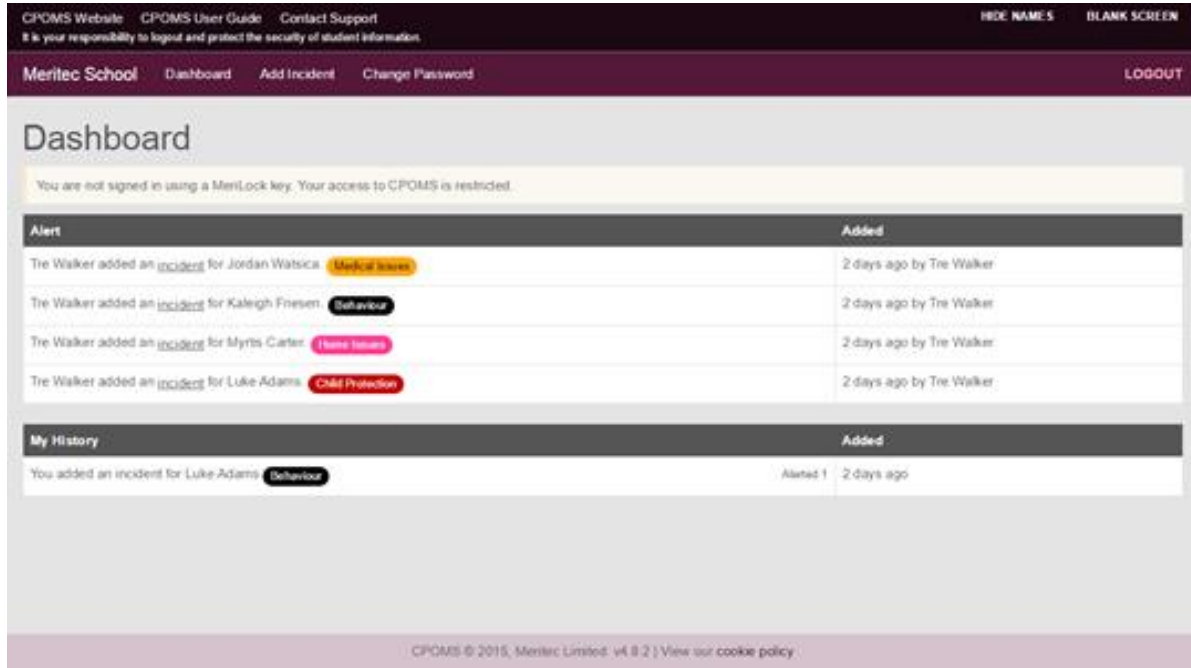 CPOMS Website CPOMS User Guide Contact Support HIDE NAMES BLANK SCREEN
It is your responsibility to logout and protect the security of student information.
Meritec School Dashboard Add Incident Change Password LOGOUT
Dashboard
You are not signed in using a MeriLock key. Your access to CPOMS is restricted.
Alert Added
Tre Walker added an incident for Jordan Watsica. Medical Issues 2 days ago by Tre Walker
Tre Walker added an incident for Kaleigh Friesen. Behaviour 2 days ago by Tre Walker
Tre Walker added an incident for Myrtis Carter. Home Issues 2 days ago by Tre Walker
Tre Walker added an incident for Luke Adams. Child Protection 2 days ago by Tre Walker
My History Added
You added an incident for Luke Adams Behaviour Alerted 1 2 days ago
CPOMS © 2015, Meritec Limited. v4.8.2 | View our cookie policy